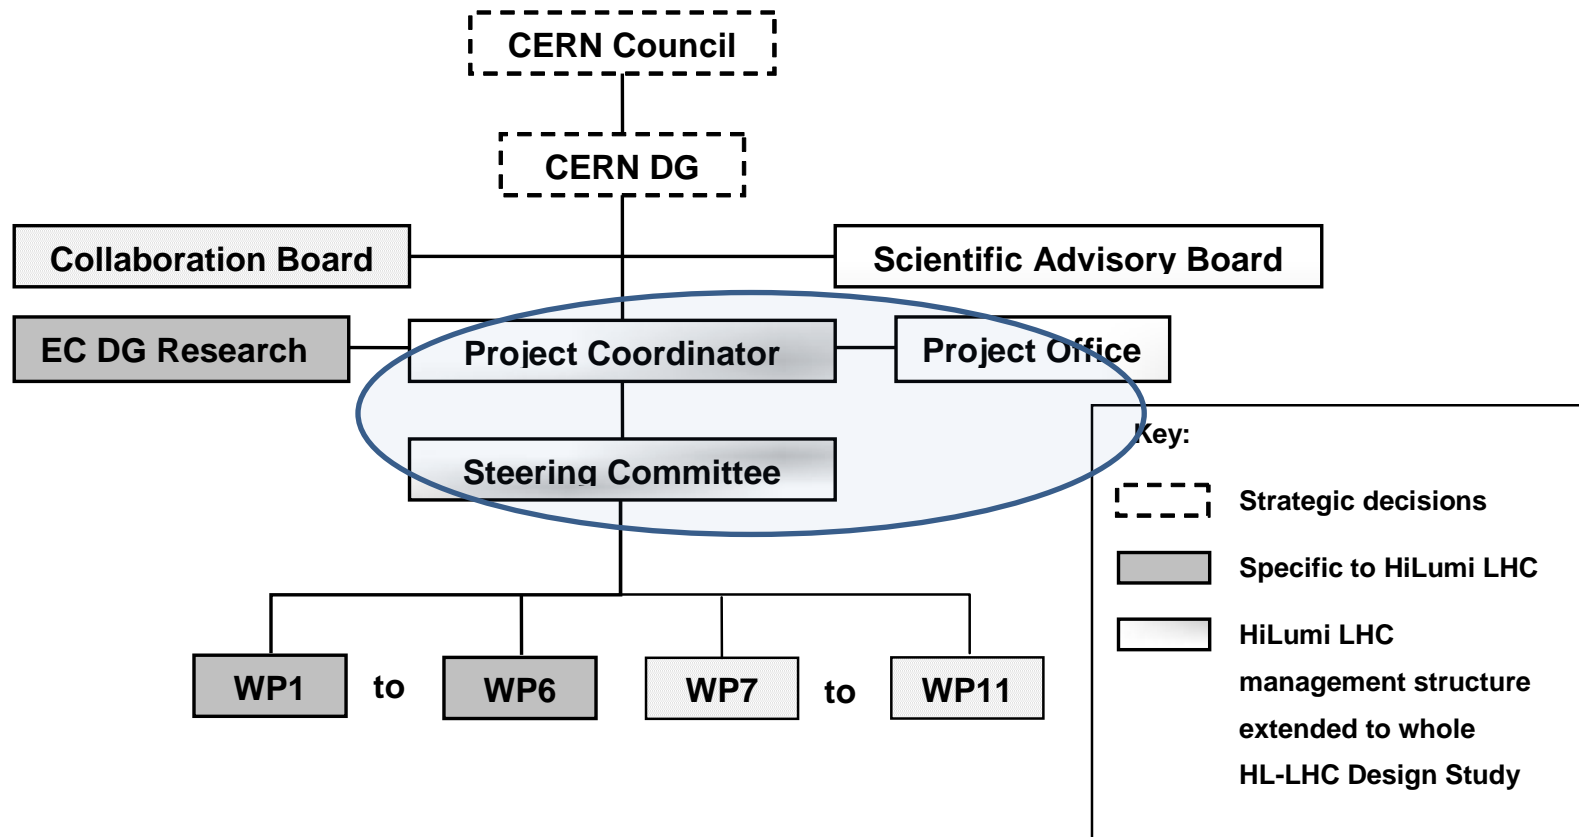 CERN Council
CERN DG
Collaboration Board
Scientific Advisory Board
EC DG Research
Project Coordinator
Project Office
Steering Committee
Key:
Strategic decisions
Specific to HiLumi LHC
HiLumi LHC
management structure
extended to whole
HL-LHC Design Study
WP1 to WP6 WP7 to WP11